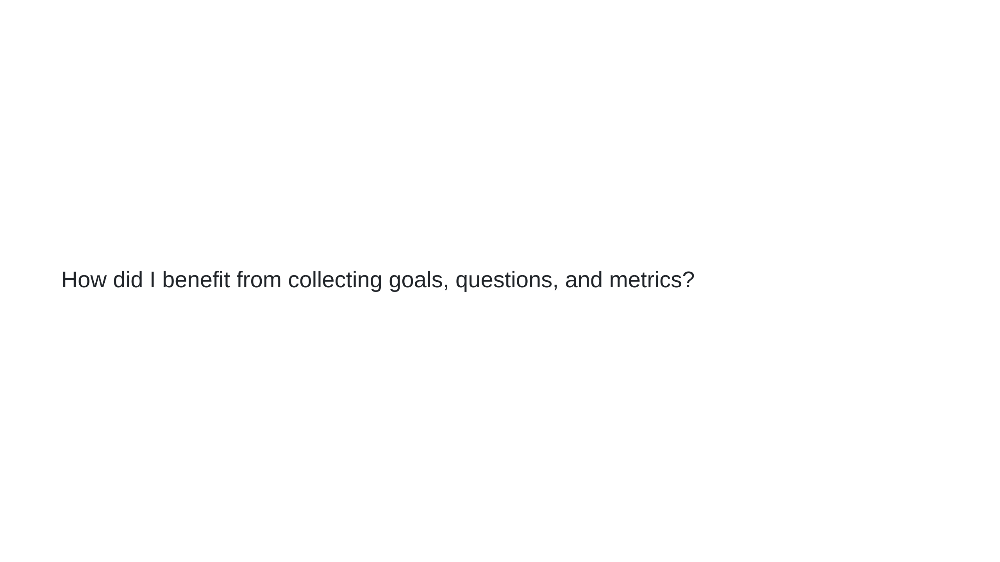 How did I benefit from collecting goals, questions, and metrics?